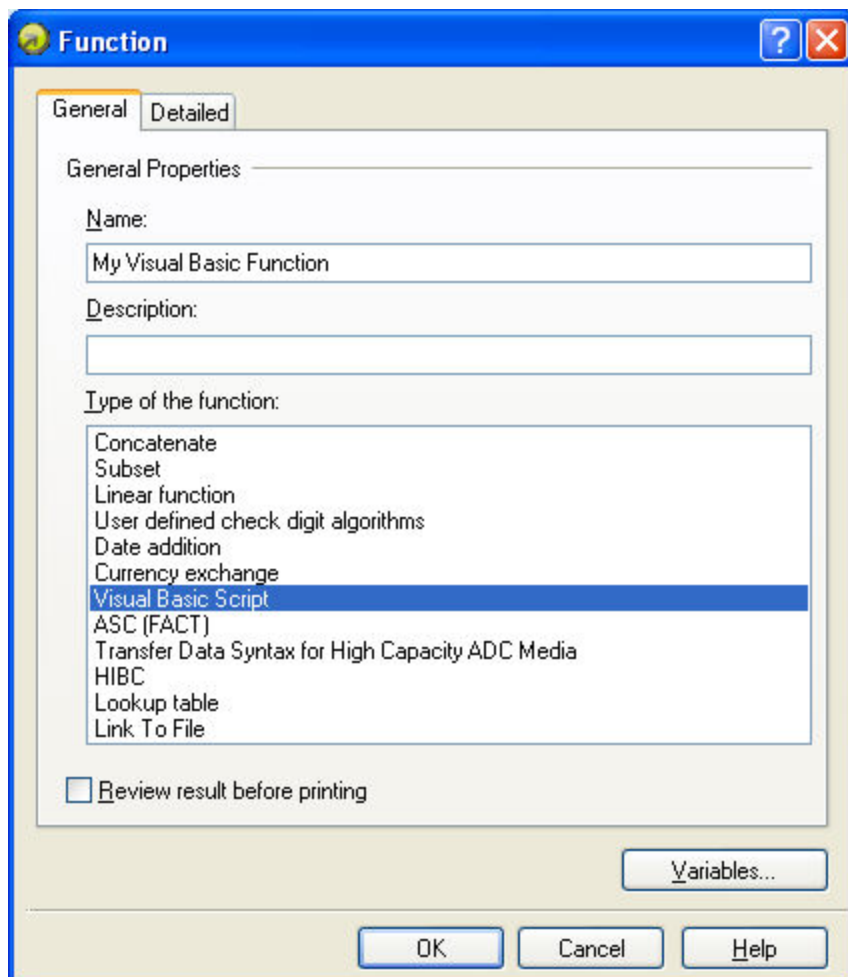 Function
General
Detailed
General Properties
Name:
My Visual Basic Function
Description:
Type of the function:
Concatenate
Subset
Linear function
User defined check digit algorithms
Date addition
Currency exchange
Visual Basic Script
ASC (FACT)
Transfer Data Syntax for High Capacity ADC Media
HIBC
Lookup table
Link To File
Review result before printing
Variables...
OK
Cancel
Help